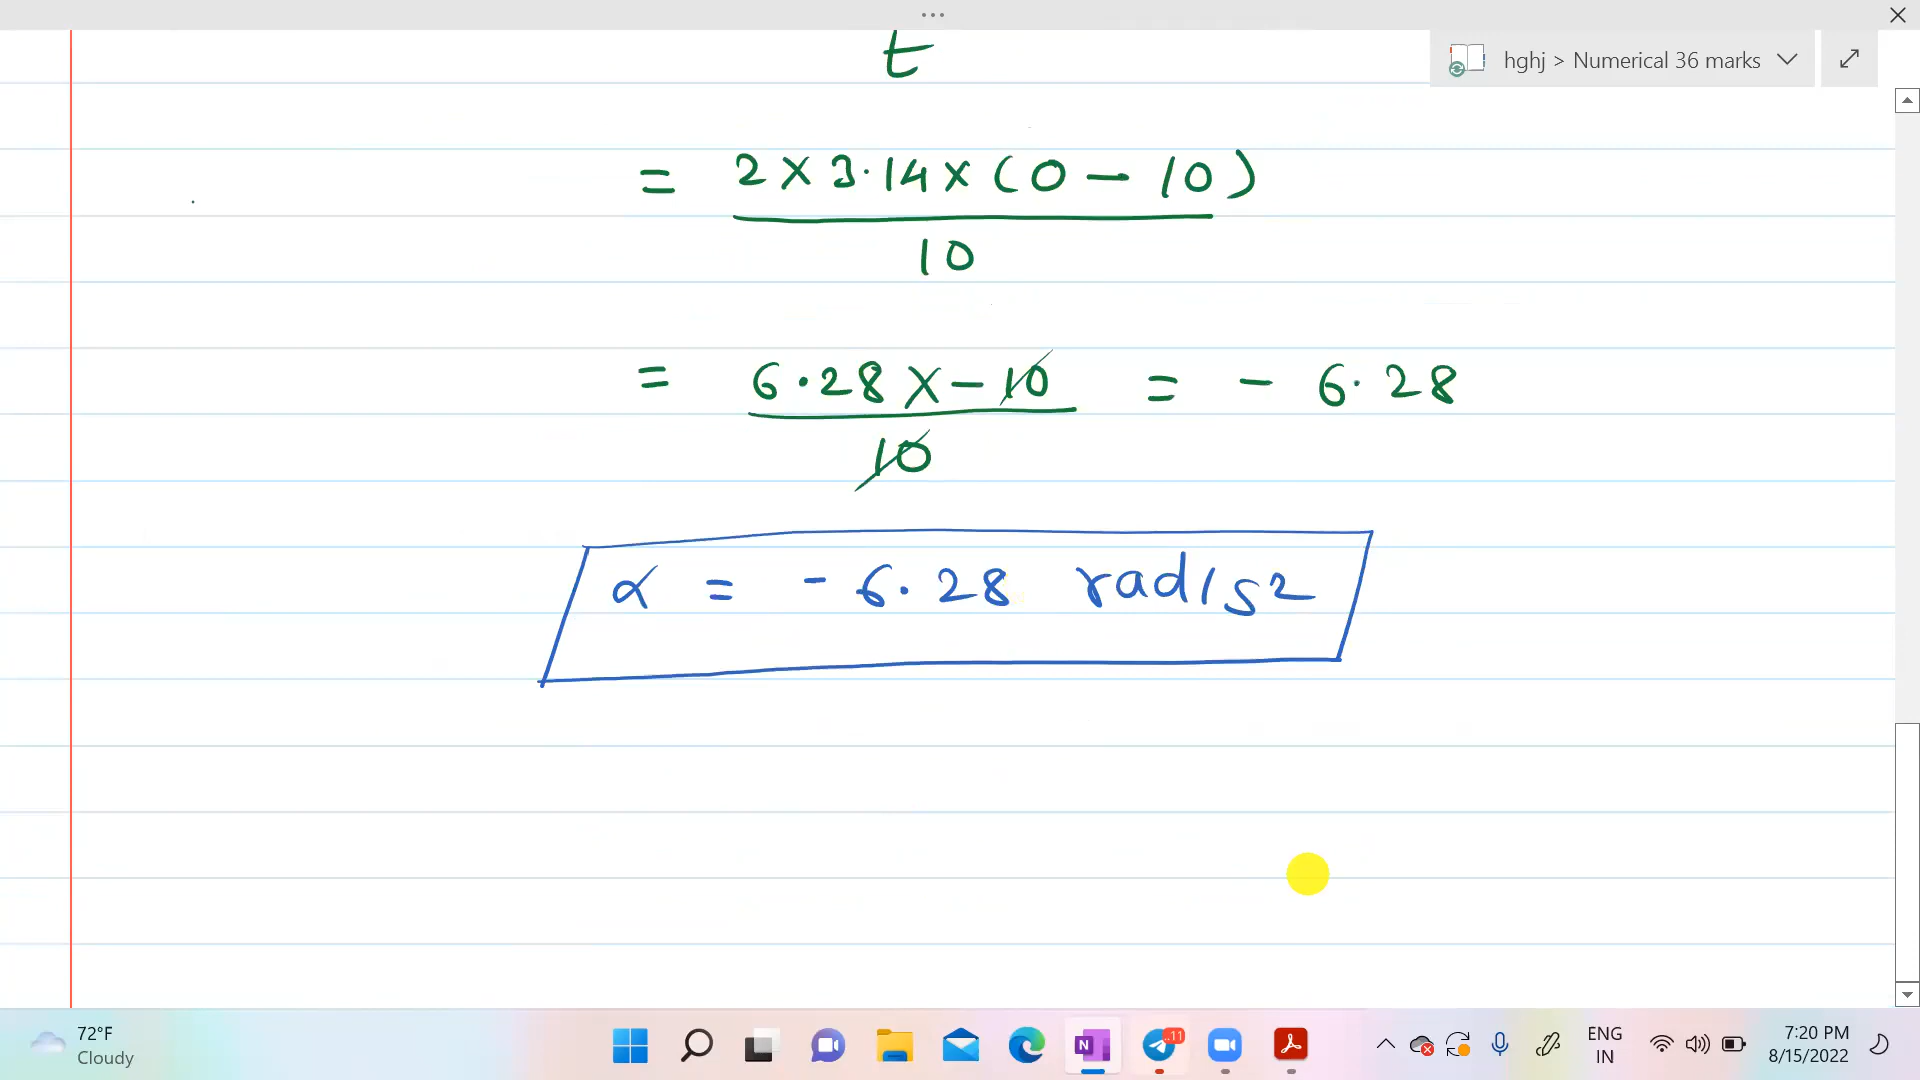 hghj > Numerical 36 marks
t
= 2 × 3.14 × (0 - 10)
10
= 6.28 × - 10 = - 6.28
10
α = - 6.28 rad/s2
72°F
Cloudy
..11
ENG
IN
7:20 PM
8/15/2022